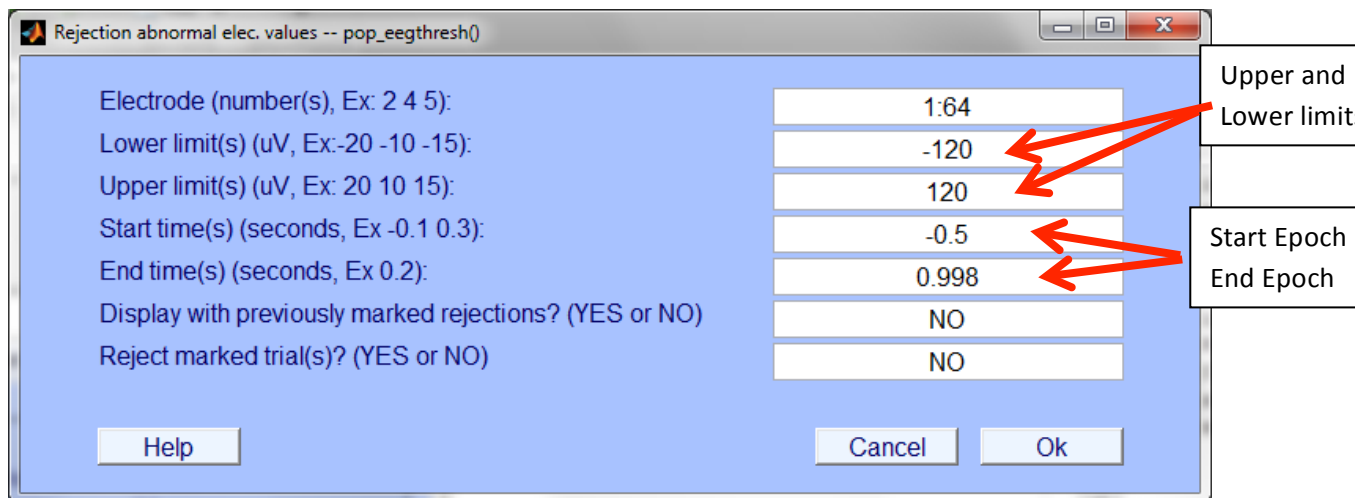 Rejection abnormal elec. values -- pop_eegthresh()
Electrode (number(s), Ex: 2 4 5):
1:64
Lower limit(s) (uV, Ex:-20 -10 -15):
-120
Upper limit(s) (uV, Ex: 20 10 15):
120
Start time(s) (seconds, Ex -0.1 0.3):
-0.5
End time(s) (seconds, Ex 0.2):
0.998
Display with previously marked rejections? (YES or NO)
NO
Reject marked trial(s)? (YES or NO)
NO
Help
Cancel
Ok
Upper and
Lower limit
Start Epoch
End Epoch